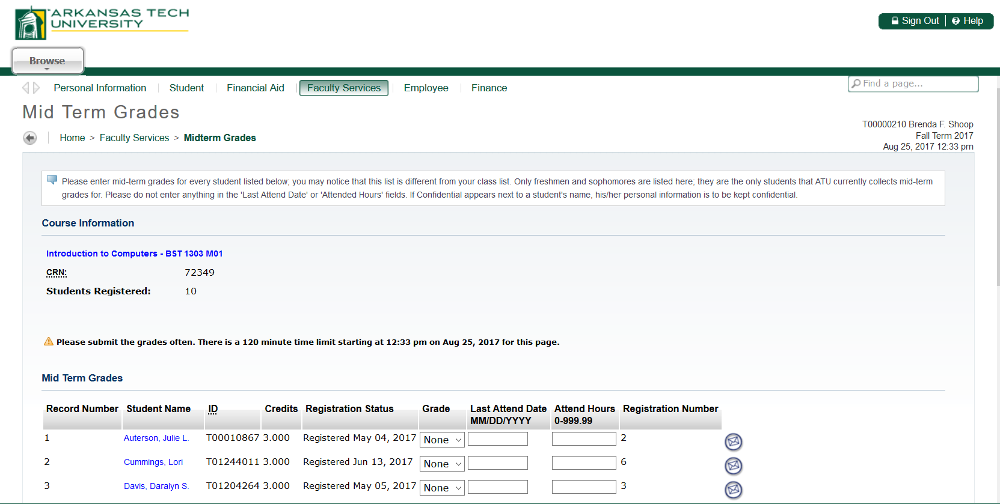 ARKANSAS TECH
UNIVERSITY
Sign Out
Help
Browse
Personal Information
Student
Financial Aid
Faculty Services
Employee
Finance
Find a page...
Mid Term Grades
T00000210 Brenda F. Shoop
Fall Term 2017
Aug 25, 2017 12:33 pm
Home > Faculty Services > Midterm Grades
Please enter mid-term grades for every student listed below; you may notice that this list is different from your class list. Only freshmen and sophomores are listed here; they are the only students that ATU currently collects mid-term
grades for. Please do not enter anything in the 'Last Attend Date' or 'Attended Hours' fields. If Confidential appears next to a student's name, his/her personal information is to be kept confidential.
Course Information
Introduction to Computers - BST 1303 M01
CRN: 72349
Students Registered: 10
Please submit the grades often. There is a 120 minute time limit starting at 12:33 pm on Aug 25, 2017 for this page.
Mid Term Grades
Record Number Student Name ID Credits Registration Status Grade Last Attend Date Attend Hours Registration Number
MM/DD/YYYY 0-999.99
1 Auterson, Julie L. T00010867 3.000 Registered May 04, 2017 None 2
2 Cummings, Lori T01244011 3.000 Registered Jun 13, 2017 None 6
3 Davis, Daralyn S. T01204264 3.000 Registered May 05, 2017 None 3